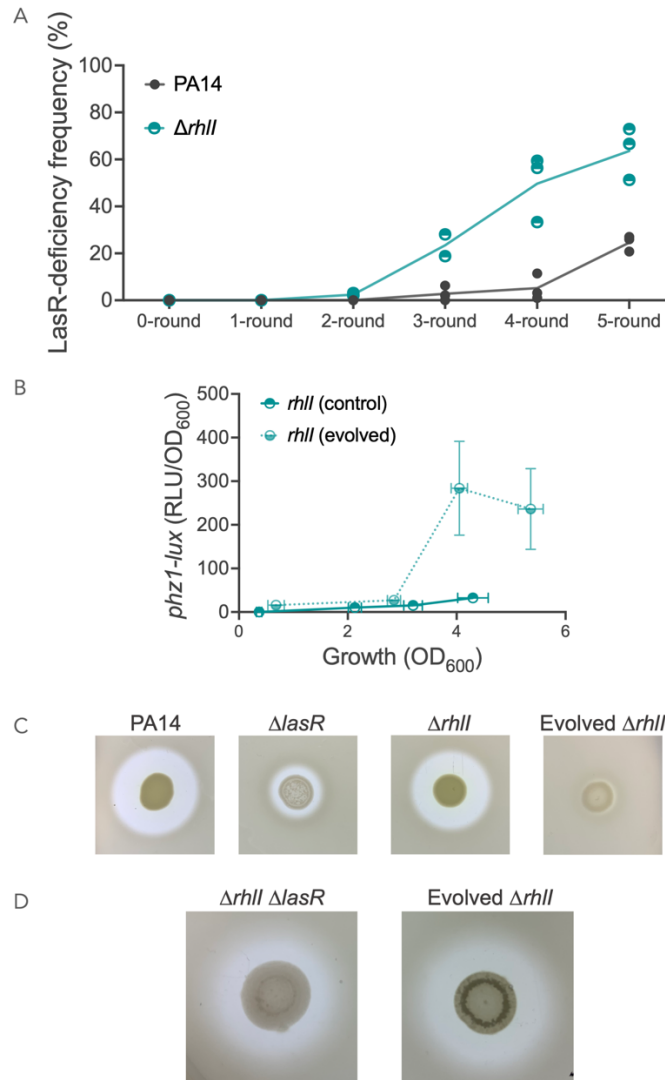 A
LasR-deficiency frequency (%)
100
80
60
40
20
0
PA14
ΔrhlI
0-round 1-round 2-round 3-round 4-round 5-round
B
phz1-lux (RLU/OD600)
500
400
300
200
100
0
rhlI (control)
rhlI (evolved)
0 2 4 6
Growth (OD600)
C
PA14 ΔlasR ΔrhlI Evolved ΔrhlI
D
ΔrhlI ΔlasR Evolved ΔrhlI